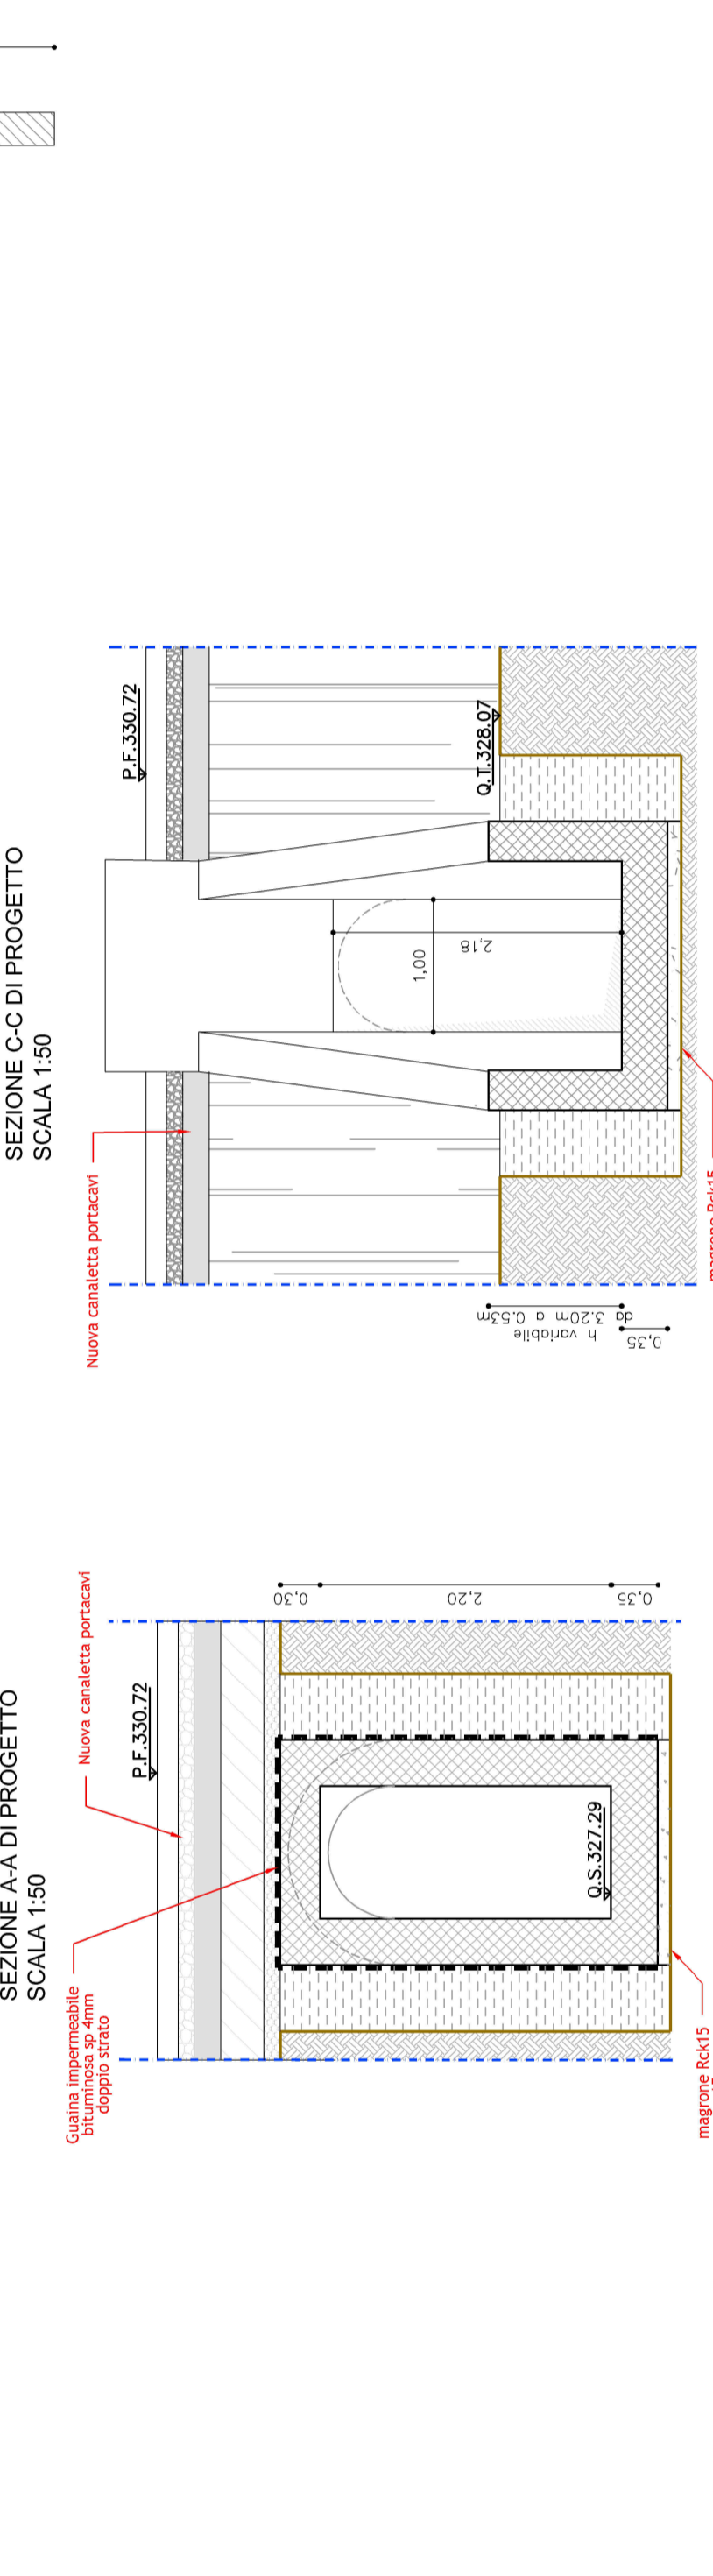 SEZIONE A-A DI PROGETTO
SCALA 1:50
Guaina impermeabile
bituminosa sp 4mm
doppio strato
Nuova canaletta portacavi
P.F.330.72
Q.S.327.29
0,30
2,20
0,35
magrone Rck15
SEZIONE C-C DI PROGETTO
SCALA 1:50
Nuova canaletta portacavi
P.F.330.72
Q.T.328.07
1,00
2,18
h variabile
da 3.20m a 0.53m
0,35
magrone Rck15